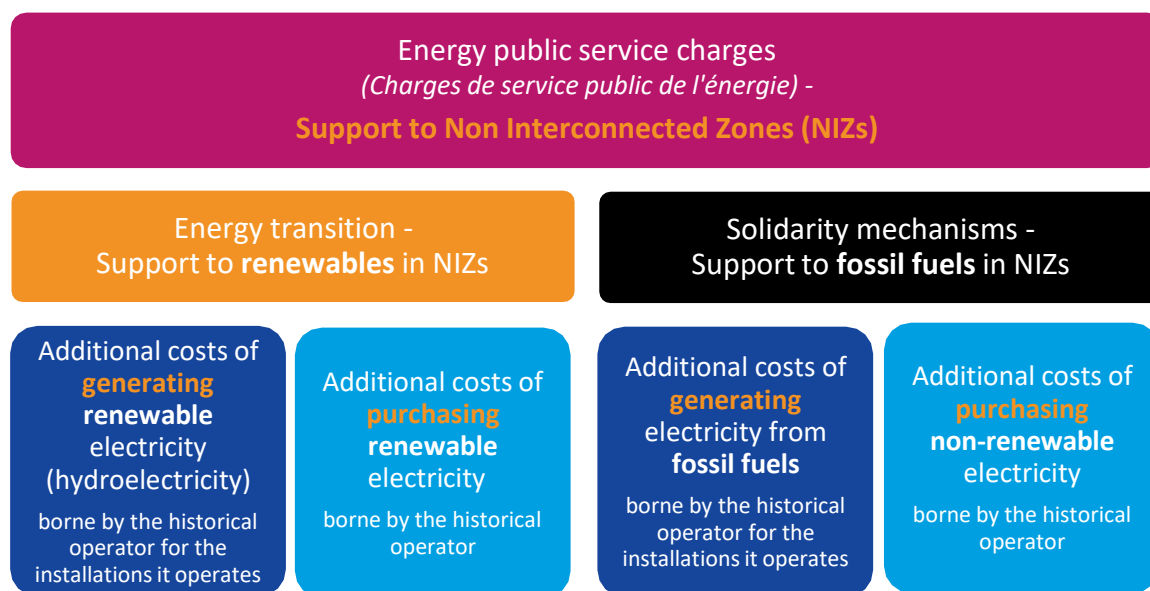 Energy public service charges
(Charges de service public de l'énergie) -
Support to Non Interconnected Zones (NIZs)
Energy transition -
Support to renewables in NIZs
Solidarity mechanisms -
Support to fossil fuels in NIZs
Additional costs of
generating
renewable
electricity
(hydroelectricity)
borne by the historical
operator for the
installations it operates
Additional costs of
purchasing
renewable
electricity
borne by the historical
operator
Additional costs of
generating
electricity from
fossil fuels
borne by the historical
operator for the
installations it operates
Additional costs of
purchasing
non-renewable
electricity
borne by the historical
operator